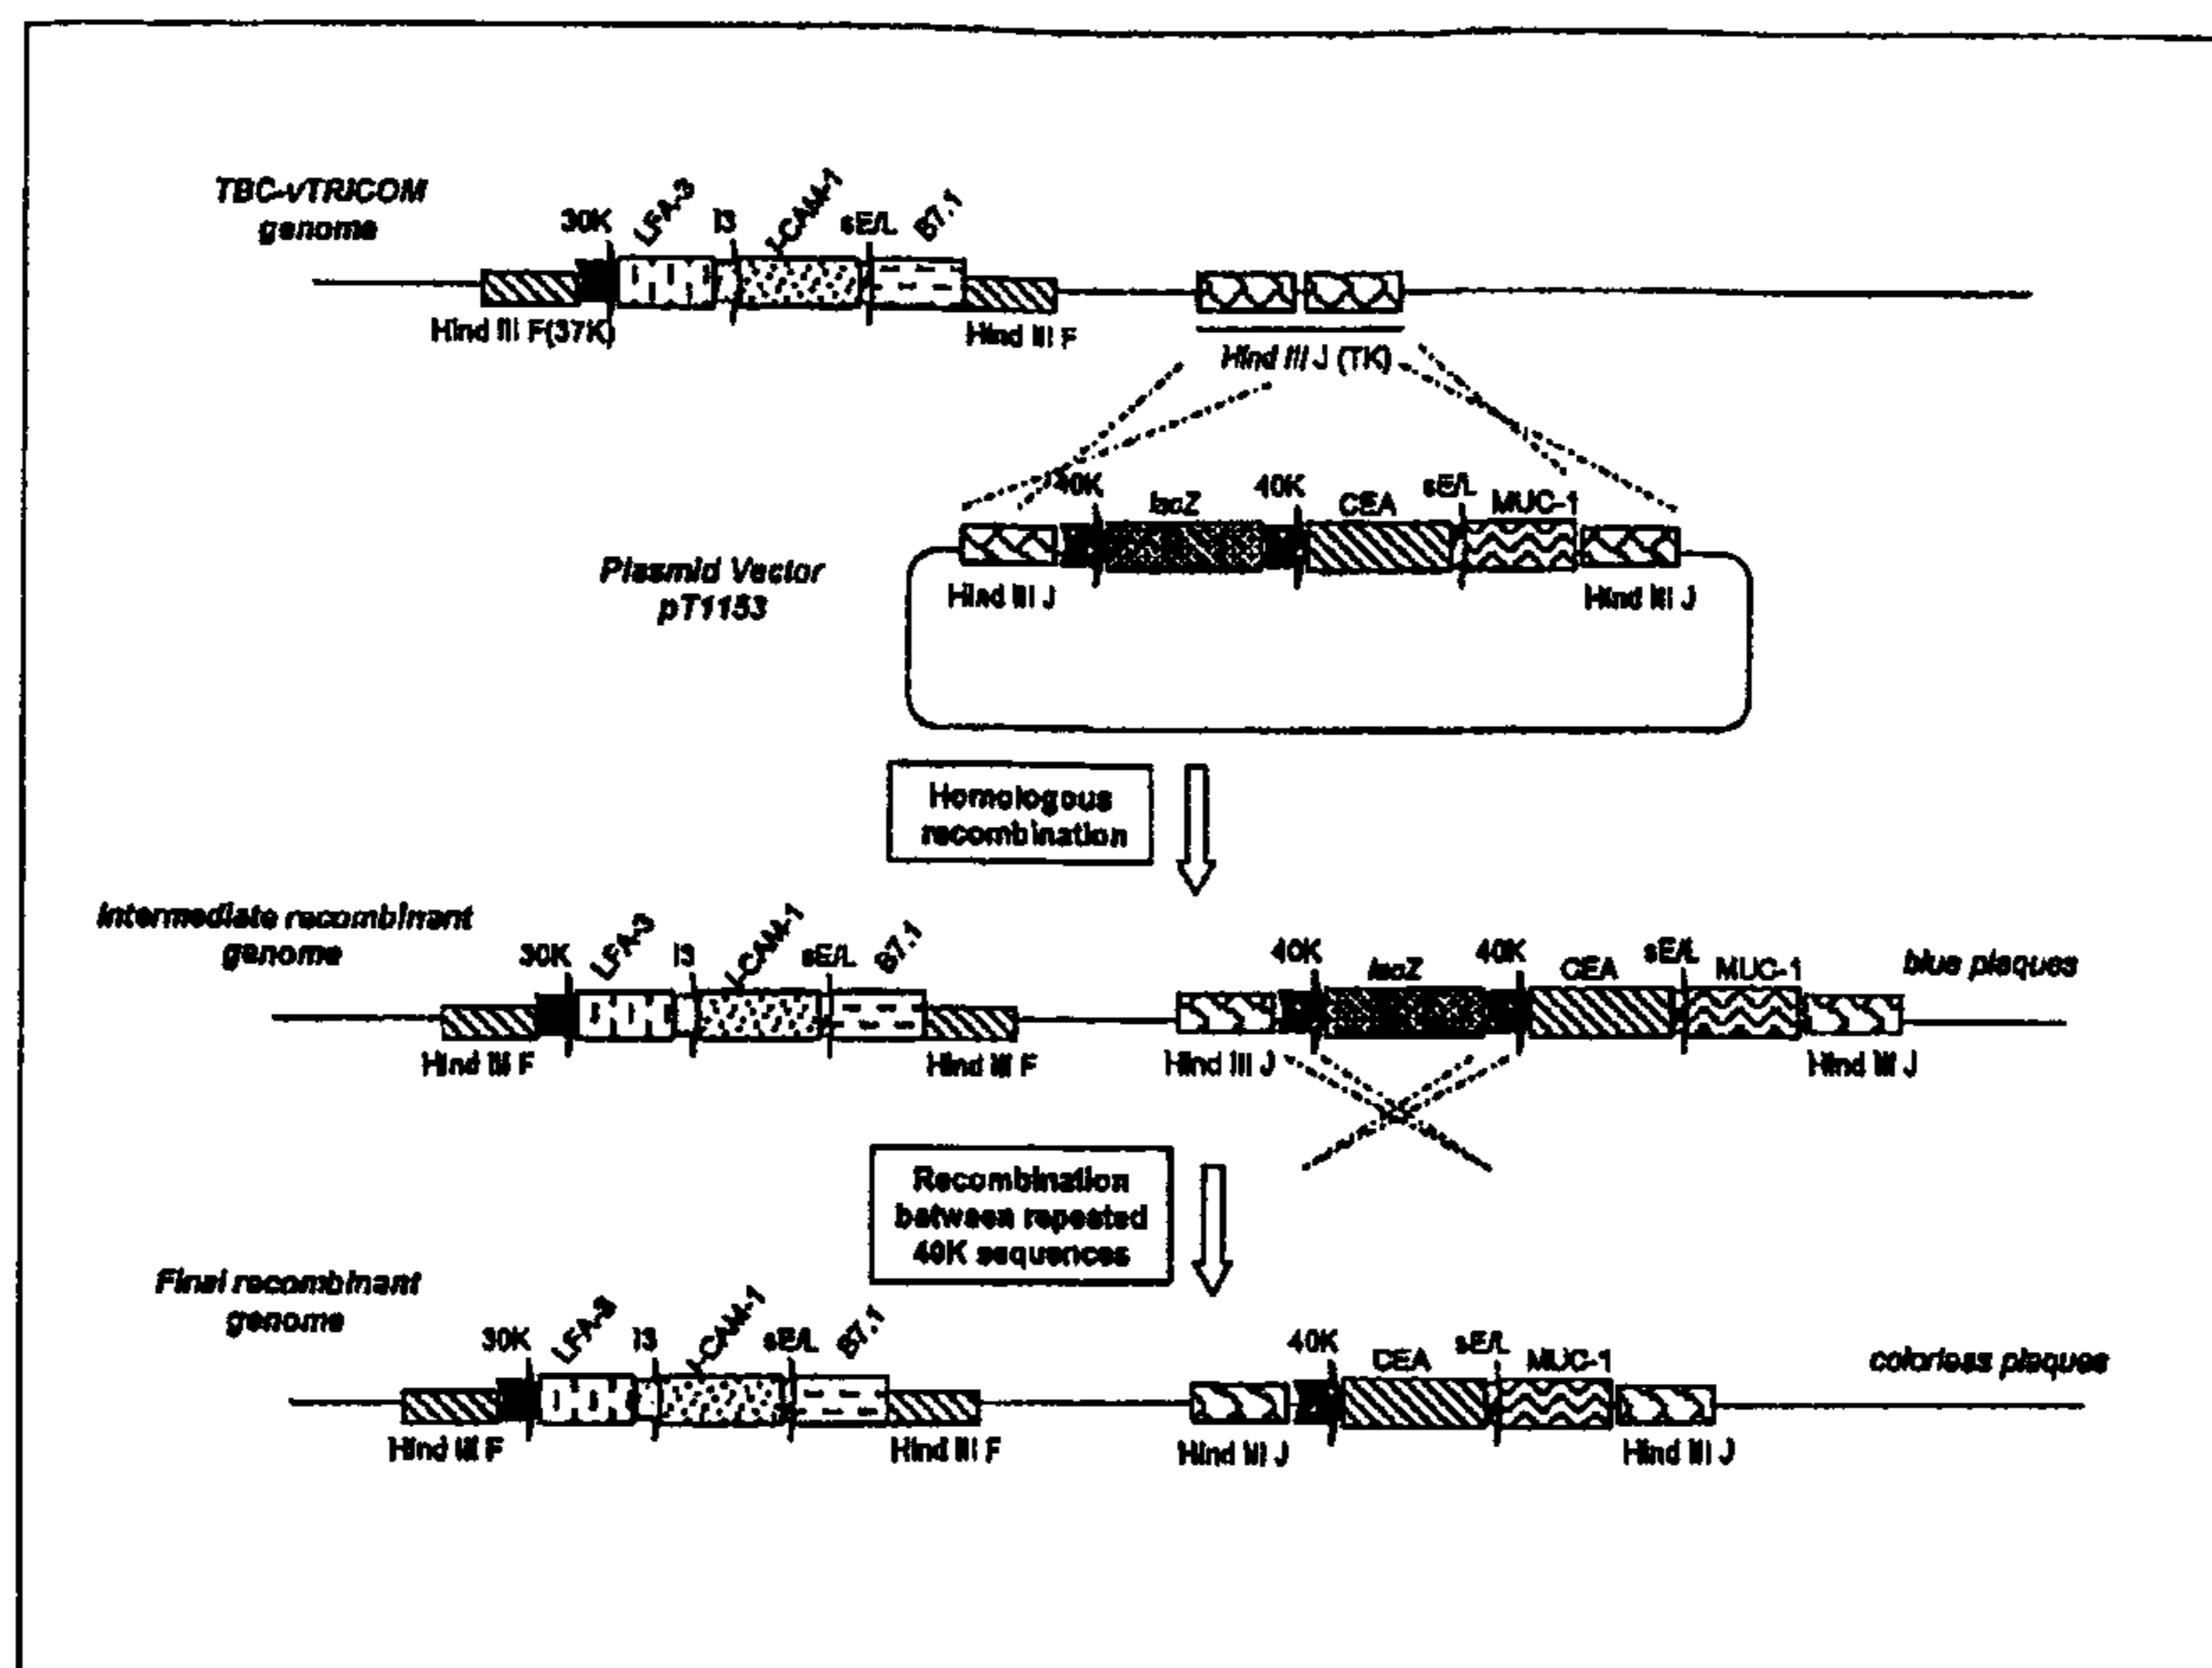 TBC-vTRICOM
genome
30K LFA-3 I3 I-CAM-1 sE/L B7.1
Hind III F(37K)
Hind III F
Hind III J (TK)
40K lacZ 40K CEA sE/L MUC-1
Plasmid Vector
pT1153
Hind III J
Hind III J
Homologous
recombination
Intermediate recombinant
genome
30K LFA-3 I3 I-CAM-1 sE/L B7.1
40K lacZ 40K CEA sE/L MUC-1
blue plaques
Hind III F
Hind III F
Hind III J
Hind III J
Recombination
between repeated
40K sequences
Final recombinant
genome
30K LFA-3 I3 I-CAM-1 sE/L B7.1
40K CEA sE/L MUC-1
colorless plaques
Hind III F
Hind III F
Hind III J
Hind III J